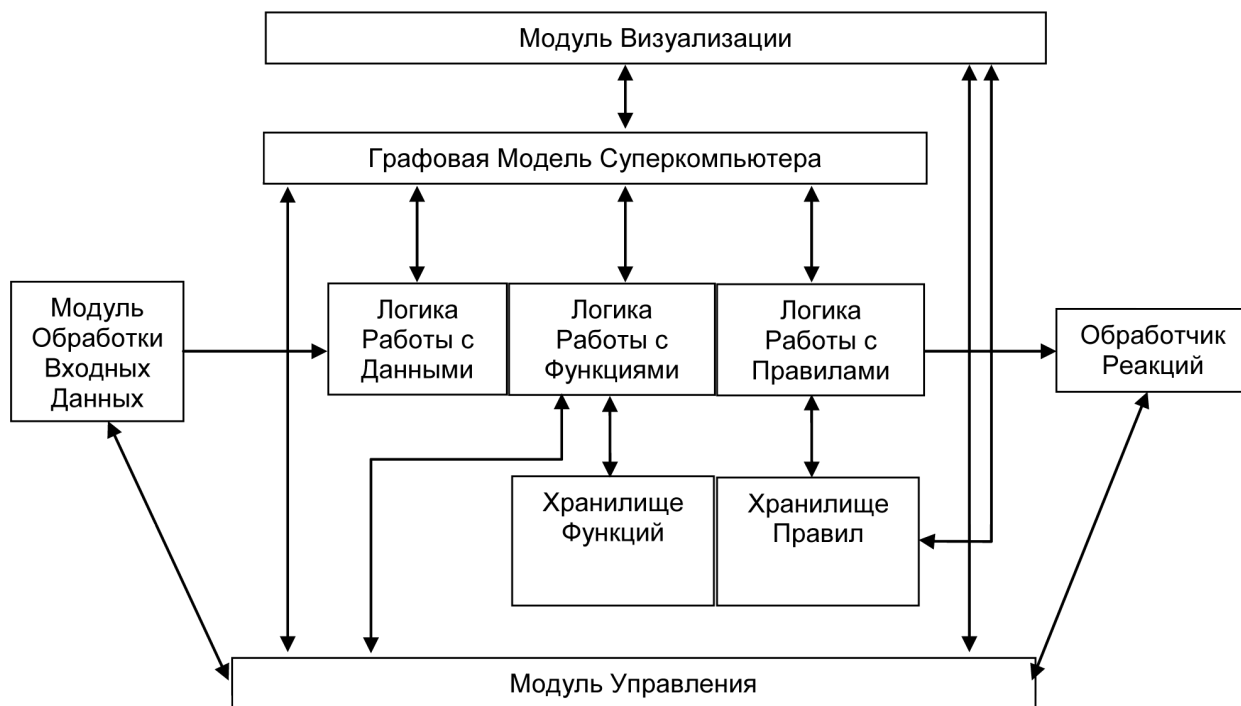 Модуль Визуализации
Графовая Модель Суперкомпьютера
Модуль
Обработки
Входных
Данных
Логика
Работы с
Данными
Логика
Работы с
Функциями
Логика
Работы с
Правилами
Обработчик
Реакций
Хранилище
Функций
Хранилище
Правил
Модуль Управления